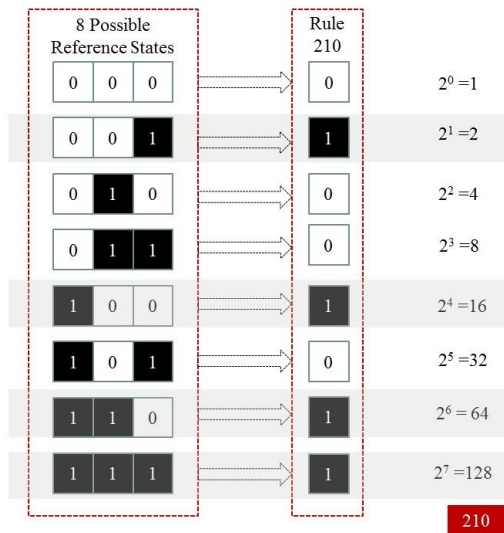 8 Possible Rule
Reference States 210
0 0 0 0 2⁰ =1
0 0 1 1 2¹ =2
0 1 0 0 2² =4
0 1 1 0 2³ =8
1 0 0 1 2⁴ =16
1 0 1 0 2⁵ =32
1 1 0 1 2⁶ = 64
1 1 1 1 2⁷ =128
210